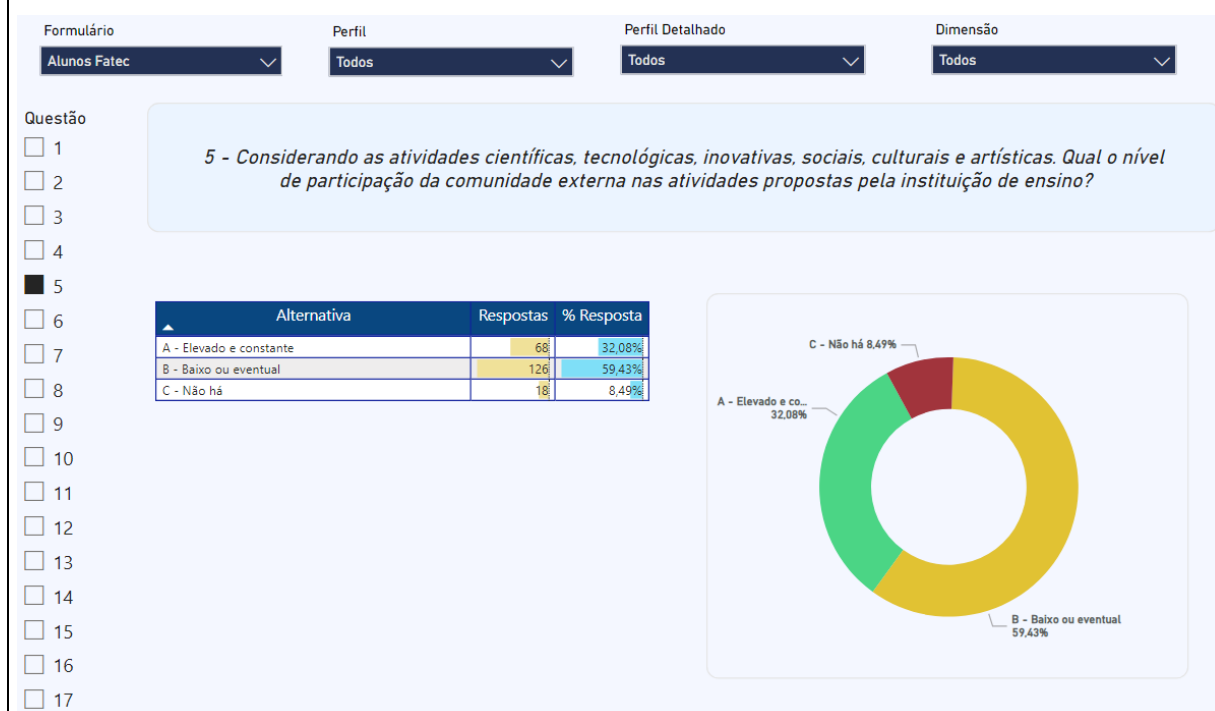 Formulário
Alunos Fatec
Perfil
Todos
Perfil Detalhado
Todos
Dimensão
Todos
Questão
1
2
3
4
5
6
7
8
9
10
11
12
13
14
15
16
17
5 - Considerando as atividades científicas, tecnológicas, inovativas, sociais, culturais e artísticas. Qual o nível
de participação da comunidade externa nas atividades propostas pela instituição de ensino?
Alternativa Respostas % Resposta
A - Elevado e constante 68 32,08%
B - Baixo ou eventual 126 59,43%
C - Não há 18 8,49%
C - Não há 8,49%
A - Elevado e co...
32,08%
B - Baixo ou eventual
59,43%